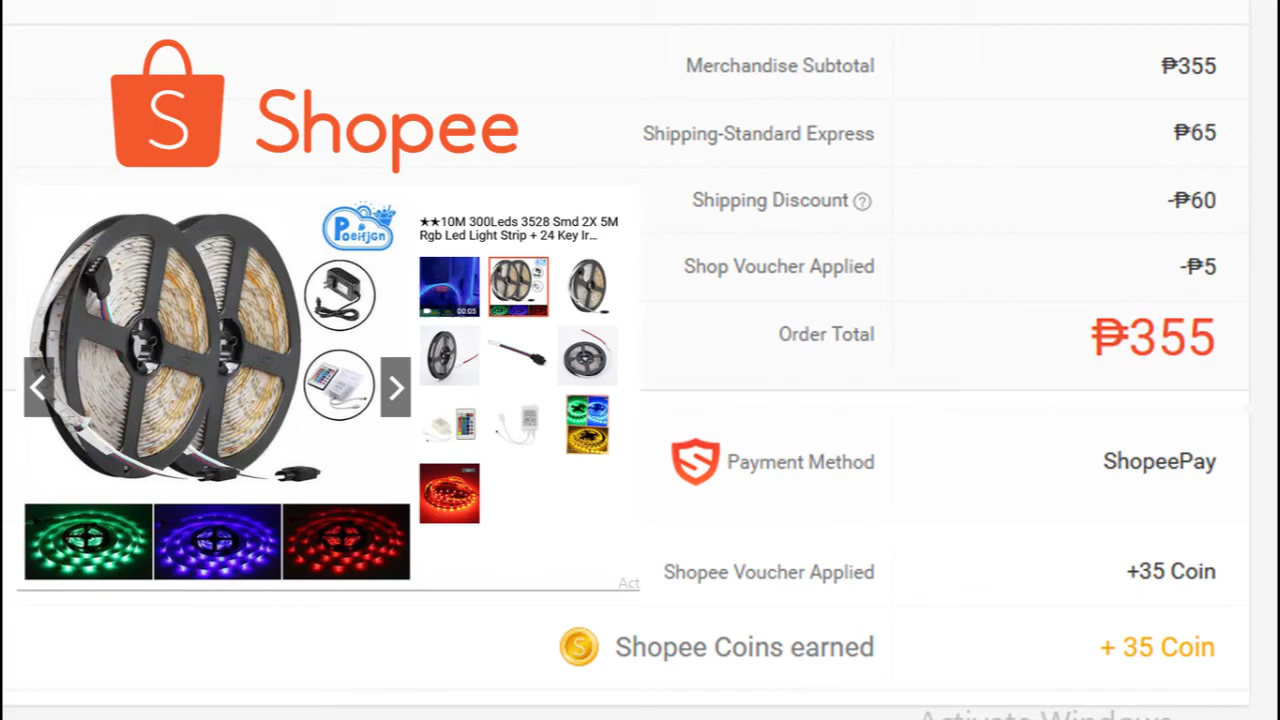 S
Shopee
Poeifjgn
★★10M 300Leds 3528 Smd 2X 5M
Rgb Led Light Strip + 24 Key Ir...
00:05
Act
Merchandise Subtotal ₱355
Shipping-Standard Express ₱65
Shipping Discount ? -₱60
Shop Voucher Applied -₱5
Order Total ₱355
S Payment Method ShopeePay
Shopee Voucher Applied +35 Coin
S Shopee Coins earned + 35 Coin
Activate Windows